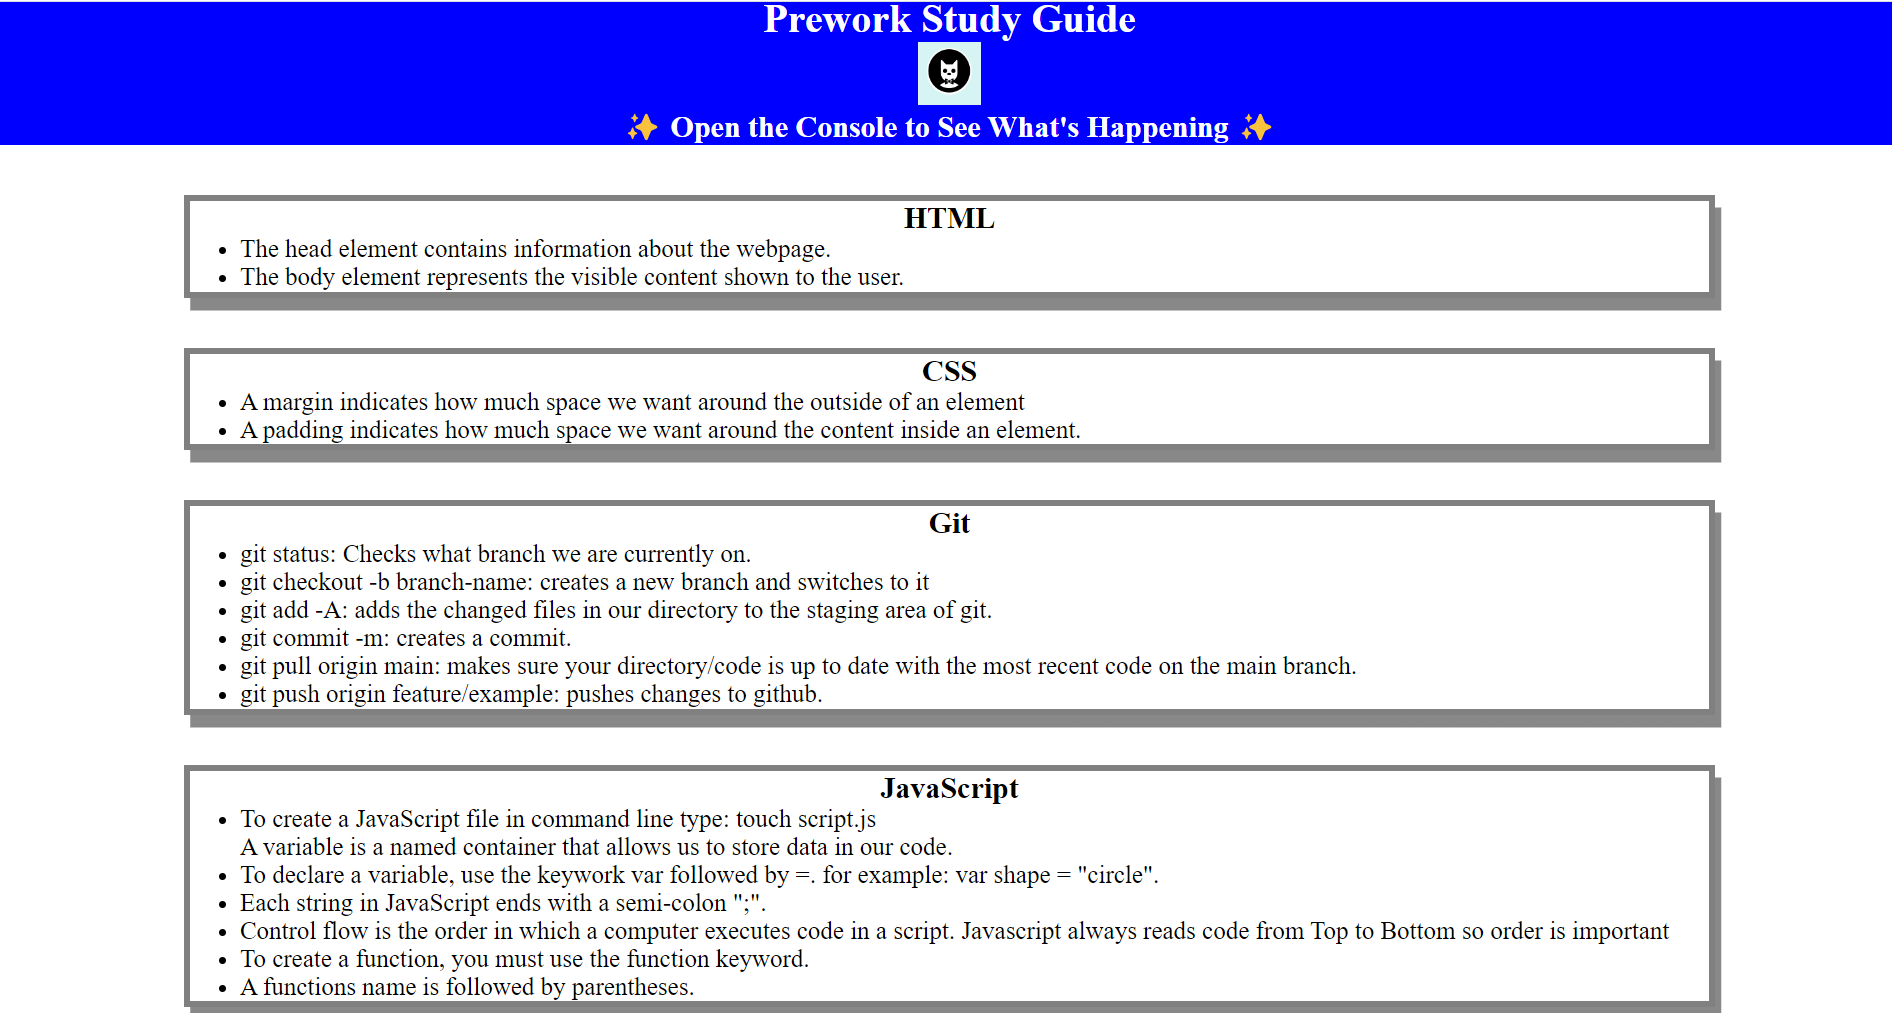 Prework Study Guide
✨ Open the Console to See What's Happening ✨
HTML
• The head element contains information about the webpage.
• The body element represents the visible content shown to the user.
CSS
• A margin indicates how much space we want around the outside of an element
• A padding indicates how much space we want around the content inside an element.
Git
• git status: Checks what branch we are currently on.
• git checkout -b branch-name: creates a new branch and switches to it
• git add -A: adds the changed files in our directory to the staging area of git.
• git commit -m: creates a commit.
• git pull origin main: makes sure your directory/code is up to date with the most recent code on the main branch.
• git push origin feature/example: pushes changes to github.
JavaScript
• To create a JavaScript file in command line type: touch script.js
A variable is a named container that allows us to store data in our code.
• To declare a variable, use the keywork var followed by =. for example: var shape = "circle".
• Each string in JavaScript ends with a semi-colon ";".
• Control flow is the order in which a computer executes code in a script. Javascript always reads code from Top to Bottom so order is important
• To create a function, you must use the function keyword.
• A functions name is followed by parentheses.